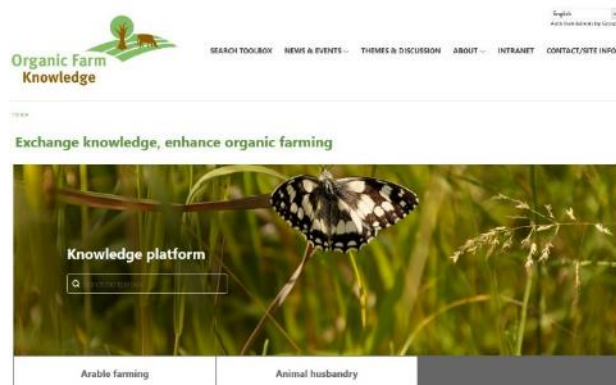 English
Organic Farm
Knowledge
SEARCH TOOLBOX NEWS & EVENTS THEMES & DISCUSSION ABOUT INTRANET CONTACT/SITE INFO
Home
Exchange knowledge, enhance organic farming
Knowledge platform
Arable farming Animal husbandry